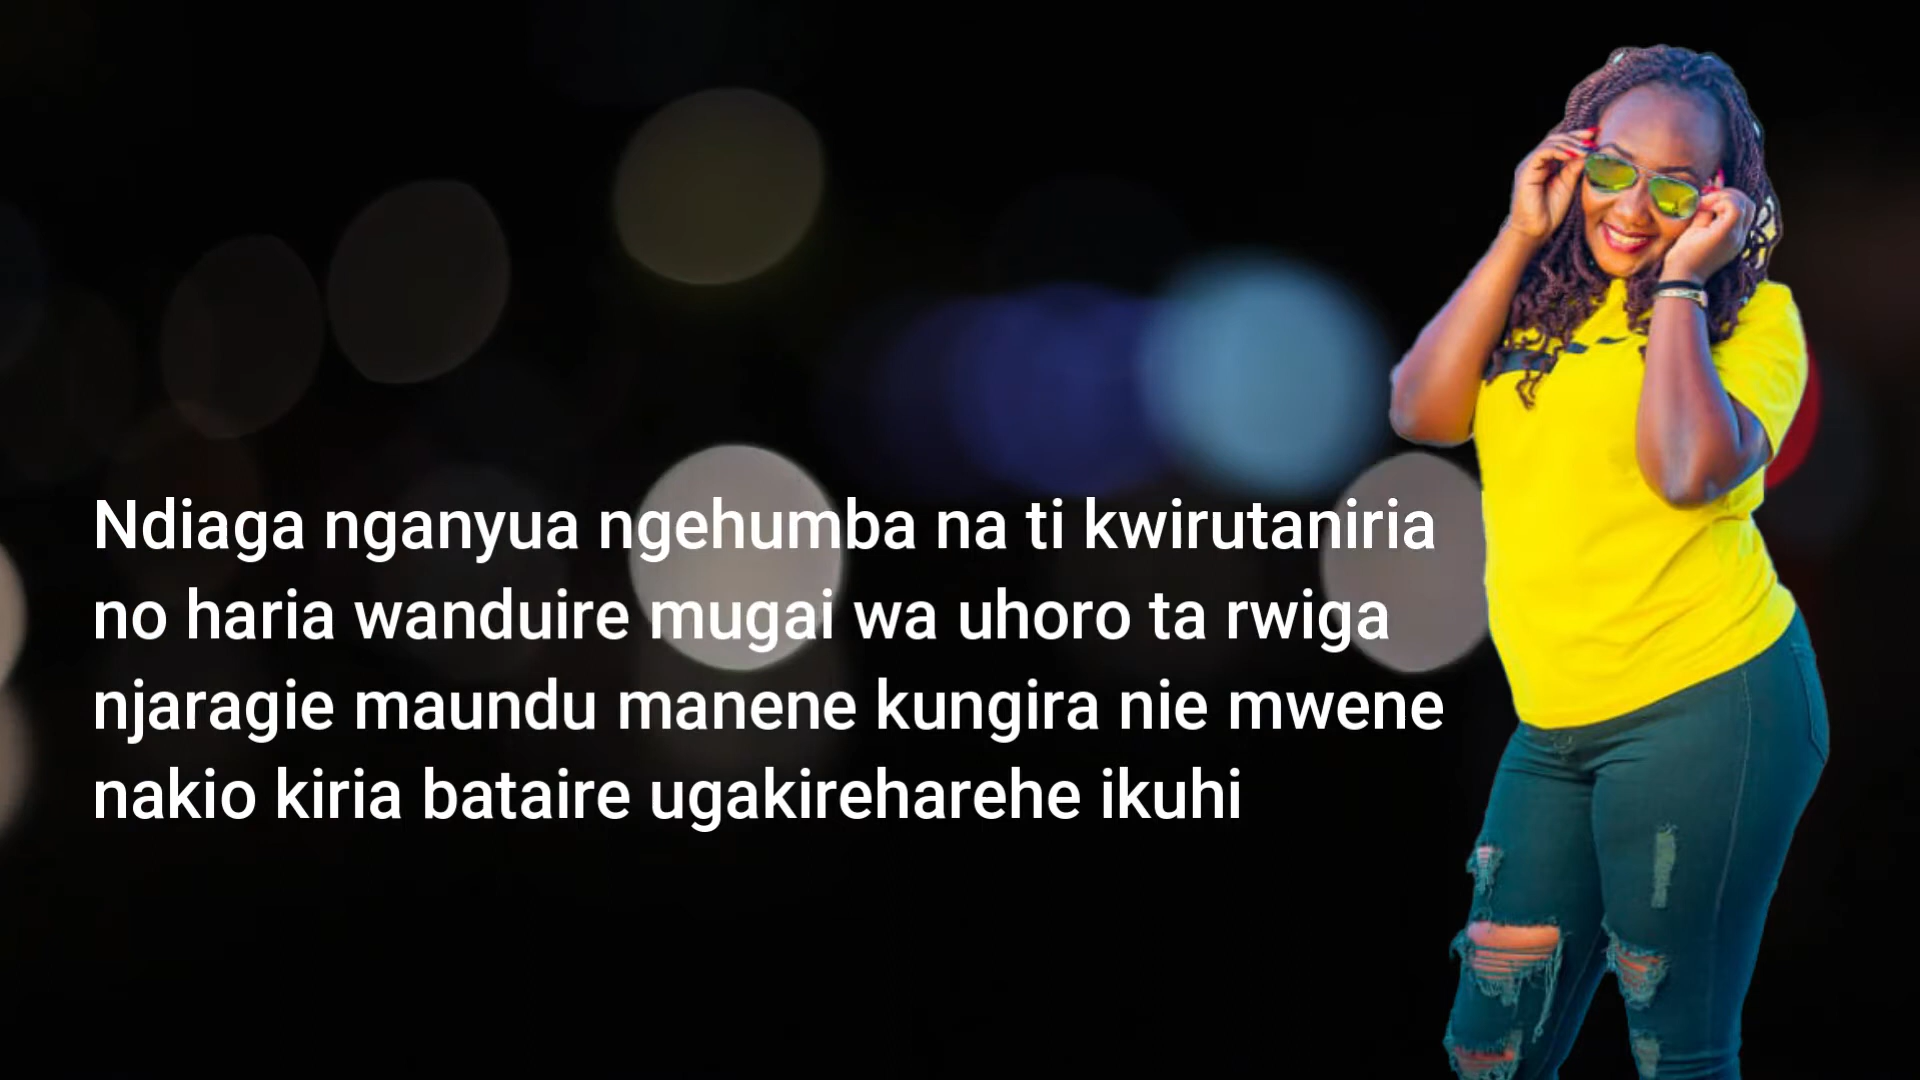 Ndiaga nganyua ngehumba na ti kwirutaniria
no haria wanduire mugai wa uhoro ta rwiga
njaragie maundu manene kungira nie mwene
nakio kiria bataire ugakireharehe ikuhi